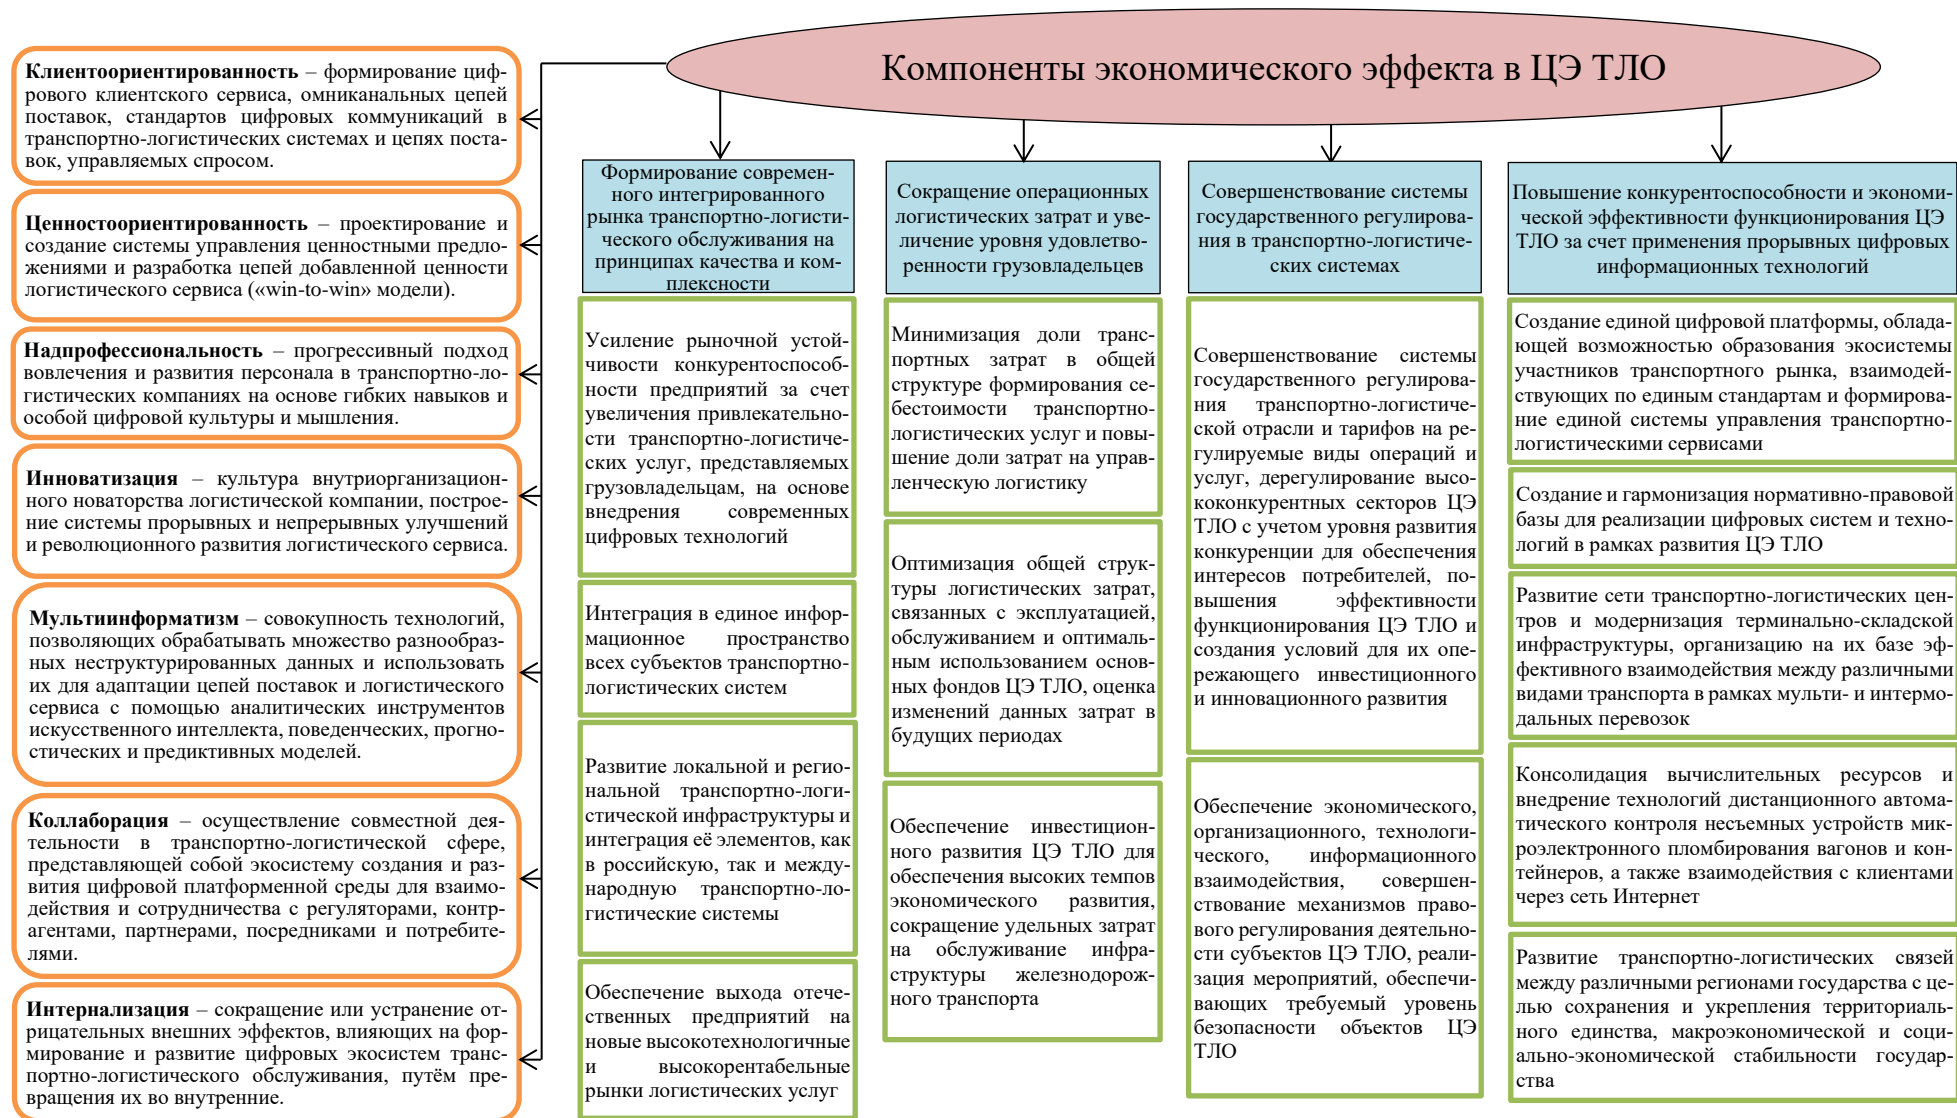 Компоненты экономического эффекта в ЦЭ ТЛО
Клиентоориентированность – формирование циф-
рового клиентского сервиса, омниканальных цепей
поставок, стандартов цифровых коммуникаций в
транспортно-логистических системах и цепях поста-
вок, управляемых спросом.
Ценностоориентированность – проектирование и
создание системы управления ценностными предло-
жениями и разработка цепей добавленной ценности
логистического сервиса («win-to-win» модели).
Надпрофессиональность – прогрессивный подход
вовлечения и развития персонала в транспортно-ло-
гистических компаниях на основе гибких навыков и
особой цифровой культуры и мышления.
Инноватизация – культура внутриорганизацион-
ного новаторства логистической компании, построе-
ние системы прорывных и непрерывных улучшений
и революционного развития логистического сервиса.
Мультиинформатизм – совокупность технологий,
позволяющих обрабатывать множество разнообраз-
ных неструктурированных данных и использовать
их для адаптации цепей поставок и логистического
сервиса с помощью аналитических инструментов
искусственного интеллекта, поведенческих, прогно-
стических и предиктивных моделей.
Коллаборация – осуществление совместной дея-
тельности в транспортно-логистической сфере,
представляющей собой экосистему создания и раз-
вития цифровой платформенной среды для взаимо-
действия и сотрудничества с регуляторами, контр-
агентами, партнерами, посредниками и потребите-
лями.
Интернализация – сокращение или устранение от-
рицательных внешних эффектов, влияющих на фор-
мирование и развитие цифровых экосистем транс-
портно-логистического обслуживания, путём пре-
вращения их во внутренние.
Формирование современ-
ного интегрированного
рынка транспортно-логисти-
ческого обслуживания на
принципах качества и ком-
плексности
Усиление рыночной устой-
чивости конкурентоспособ-
ности предприятий за счет
увеличения привлекательно-
сти транспортно-логистиче-
ских услуг, представляемых
грузовладельцам, на основе
внедрения современных
цифровых технологий
Интеграция в единое инфор-
мационное пространство
всех субъектов транспортно-
логистических систем
Развитие локальной и регио-
нальной транспортно-логи-
стической инфраструктуры и
интеграция её элементов, как
в российскую, так и между-
народную транспортно-ло-
гистические системы
Обеспечение выхода отече-
ственных предприятий на
новые высокотехнологичные
и высокорентабельные
рынки логистических услуг
Сокращение операционных
логистических затрат и уве-
личение уровня удовлетво-
ренности грузовладельцев
Минимизация доли транс-
портных затрат в общей
структуре формирования се-
бестоимости транспортно-
логистических услуг и повы-
шение доли затрат на управ-
ленческую логистику
Оптимизация общей струк-
туры логистических затрат,
связанных с эксплуатацией,
обслуживанием и оптималь-
ным использованием основ-
ных фондов ЦЭ ТЛО, оценка
изменений данных затрат в
будущих периодах
Обеспечение инвестицион-
ного развития ЦЭ ТЛО для
обеспечения высоких темпов
экономического развития,
сокращение удельных затрат
на обслуживание инфра-
структуры железнодорож-
ного транспорта
Совершенствование системы
государственного регулирова-
ния в транспортно-логистиче-
ских системах
Совершенствование системы
государственного регулирова-
ния транспортно-логистиче-
ской отрасли и тарифов на ре-
гулируемые виды операций и
услуг, дерегулирование высо-
коконкурентных секторов ЦЭ
ТЛО с учетом уровня развития
конкуренции для обеспечения
интересов потребителей, по-
вышения эффективности
функционирования ЦЭ ТЛО и
создания условий для их опе-
режающего инвестиционного
и инновационного развития
Обеспечение экономического,
организационного, технологи-
ческого, информационного
взаимодействия, совершен-
ствование механизмов право-
вого регулирования деятельно-
сти субъектов ЦЭ ТЛО, реали-
зация мероприятий, обеспечи-
вающих требуемый уровень
безопасности объектов ЦЭ
ТЛО
Повышение конкурентоспособности и экономи-
ческой эффективности функционирования ЦЭ
ТЛО за счет применения прорывных цифровых
информационных технологий
Создание единой цифровой платформы, облада-
ющей возможностью образования экосистемы
участников транспортного рынка, взаимодей-
ствующих по единым стандартам и формирова-
ние единой системы управления транспортно-
логистическими сервисами
Создание и гармонизация нормативно-правовой
базы для реализации цифровых систем и техно-
логий в рамках развития ЦЭ ТЛО
Развитие сети транспортно-логистических цен-
тров и модернизация терминально-складской
инфраструктуры, организацию на их базе эф-
фективного взаимодействия между различными
видами транспорта в рамках мульти- и интермо-
дальных перевозок
Консолидация вычислительных ресурсов и
внедрение технологий дистанционного автома-
тического контроля несъемных устройств мик-
роэлектронного пломбирования вагонов и кон-
тейнеров, а также взаимодействия с клиентами
через сеть Интернет
Развитие транспортно-логистических связей
между различными регионами государства с це-
лью сохранения и укрепления территориаль-
ного единства, макроэкономической и соци-
ально-экономической стабильности государ-
ства